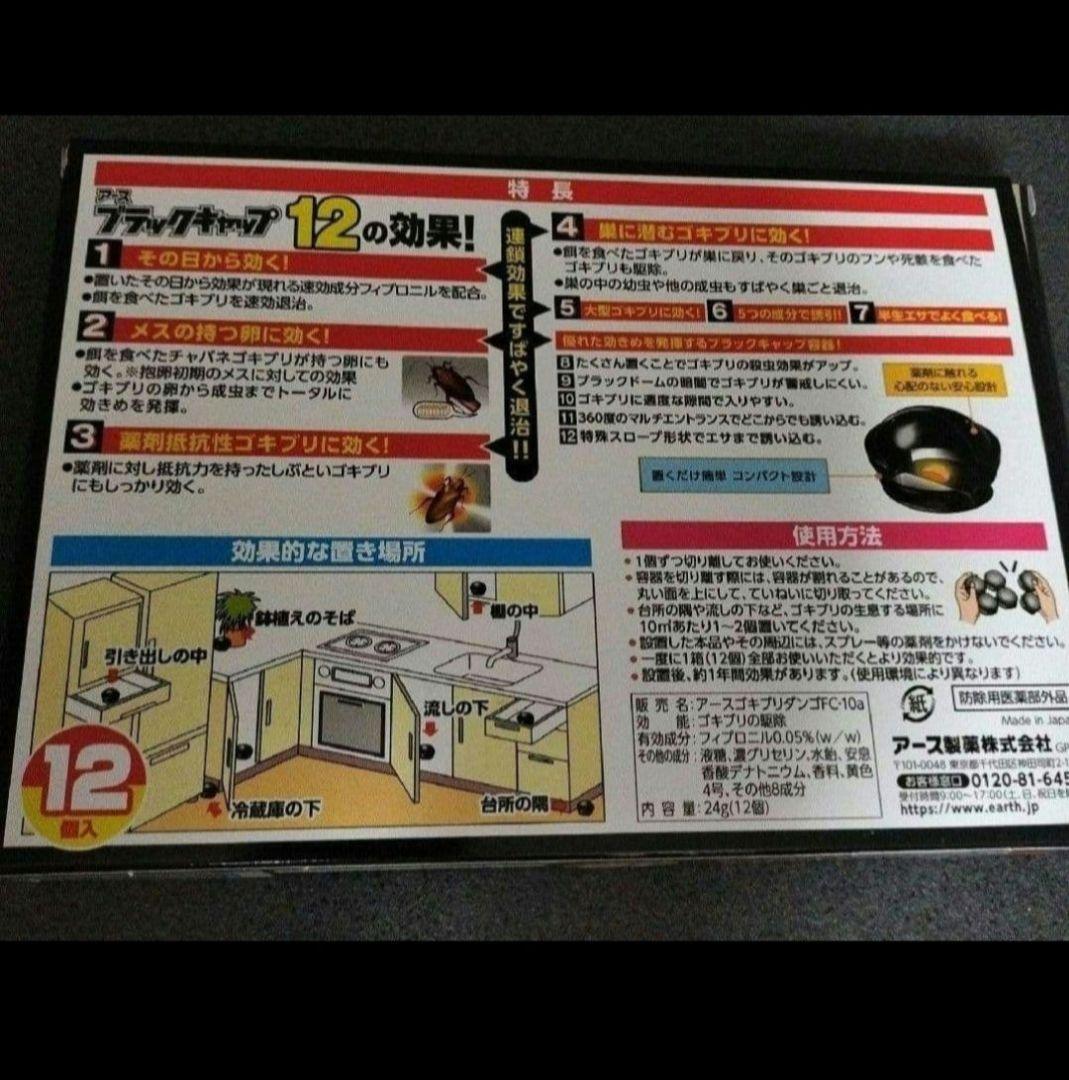 特長
アース
ブラックキャップ 12の効果!
1 その日から効く!
●置いたその日から効果が現れる速効成分フィプロニルを配合。
●餌を食べたゴキブリを速効退治。
2 メスの持つ卵に効く!
●餌を食べたチャバネゴキブリが持つ卵にも
効く。※抱卵初期のメスに対しての効果
●ゴキブリの卵から成虫までトータルに
効きめを発揮。
3 薬剤抵抗性ゴキブリに効く!
●薬剤に対し抵抗力を持ったしぶといゴキブリ
にもしっかり効く。
連鎖効果ですばやく退治!!
4 巣に潜むゴキブリに効く!
●餌を食べたゴキブリが巣に戻り、そのゴキブリのフンや死骸を食べた
ゴキブリも駆除。
●巣の中の幼虫や他の成虫もすばやく巣ごと退治。
5 大型ゴキブリに効く! 6 5つの成分で誘引!! 7 半生エサでよく食べる!
優れた効きめを発揮するブラックキャップ容器!
8 たくさん置くことでゴキブリの殺虫効果がアップ。
9 ブラックドームの暗闇でゴキブリが警戒しにくい。
10 ゴキブリに適度な隙間で入りやすい。
11 360度のマルチエントランスでどこからでも誘い込む。
12 特殊スロープ形状でエサまで誘い込む。
薬剤に触れる
心配のない安心設計
置くだけ簡単 コンパクト設計
効果的な置き場所
鉢植えのそば
棚の中
引き出しの中
流しの下
冷蔵庫の下
台所の隅
12
個入
使用方法
•1個ずつ切り離してお使いください。
•容器を切り離す際には、容器が割れることがあるので、
丸い面を上にして、ていねいに切り取ってください。
•台所の隅や流しの下など、ゴキブリの生息する場所に
10㎡あたり1〜2個置いてください。
•設置した本品やその周辺には、スプレー等の薬剤をかけないでください。
•一度に1箱(12個)全部お使いいただくとより効果的です。
•設置後、約1年間効果があります。(使用環境により異なります)
販売名:アースゴキブリダンゴFC-10a
効能:ゴキブリの駆除
有効成分:フィプロニル0.05%(w/w)
その他の成分:液糖、濃グリセリン、水飴、安息
香酸デナトニウム、香料、黄色
4号、その他8成分
内容量:24g(12個)
紙
防除用医薬部外品
Made in Japa
アース製薬株式会社 GP
〒101-0048 東京都千代田区神田司町2-1
お客様窓口 0120-81-645
受付時間9:00〜17:00(土、日、祝日を除
https://www.earth.jp